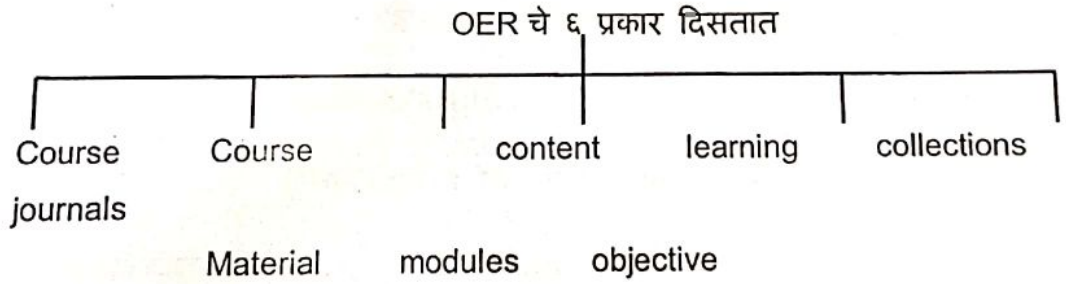 OER चे ६ प्रकार दिसतात
Course Course content learning collections
journals
Material modules objective